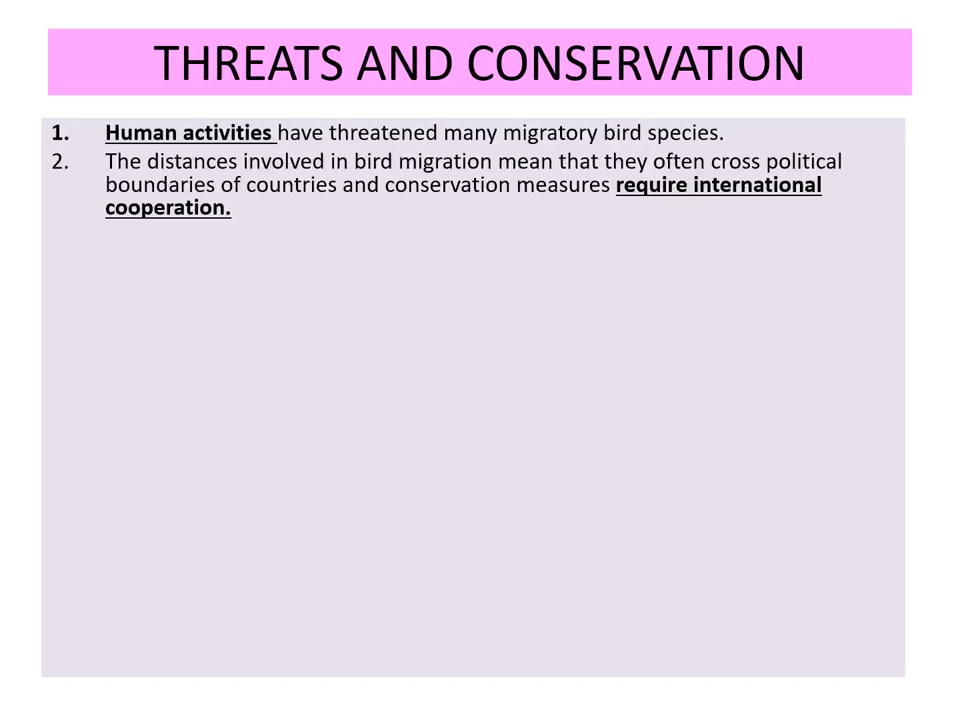 THREATS AND CONSERVATION
1. Human activities have threatened many migratory bird species.
2. The distances involved in bird migration mean that they often cross political
boundaries of countries and conservation measures require international
cooperation.